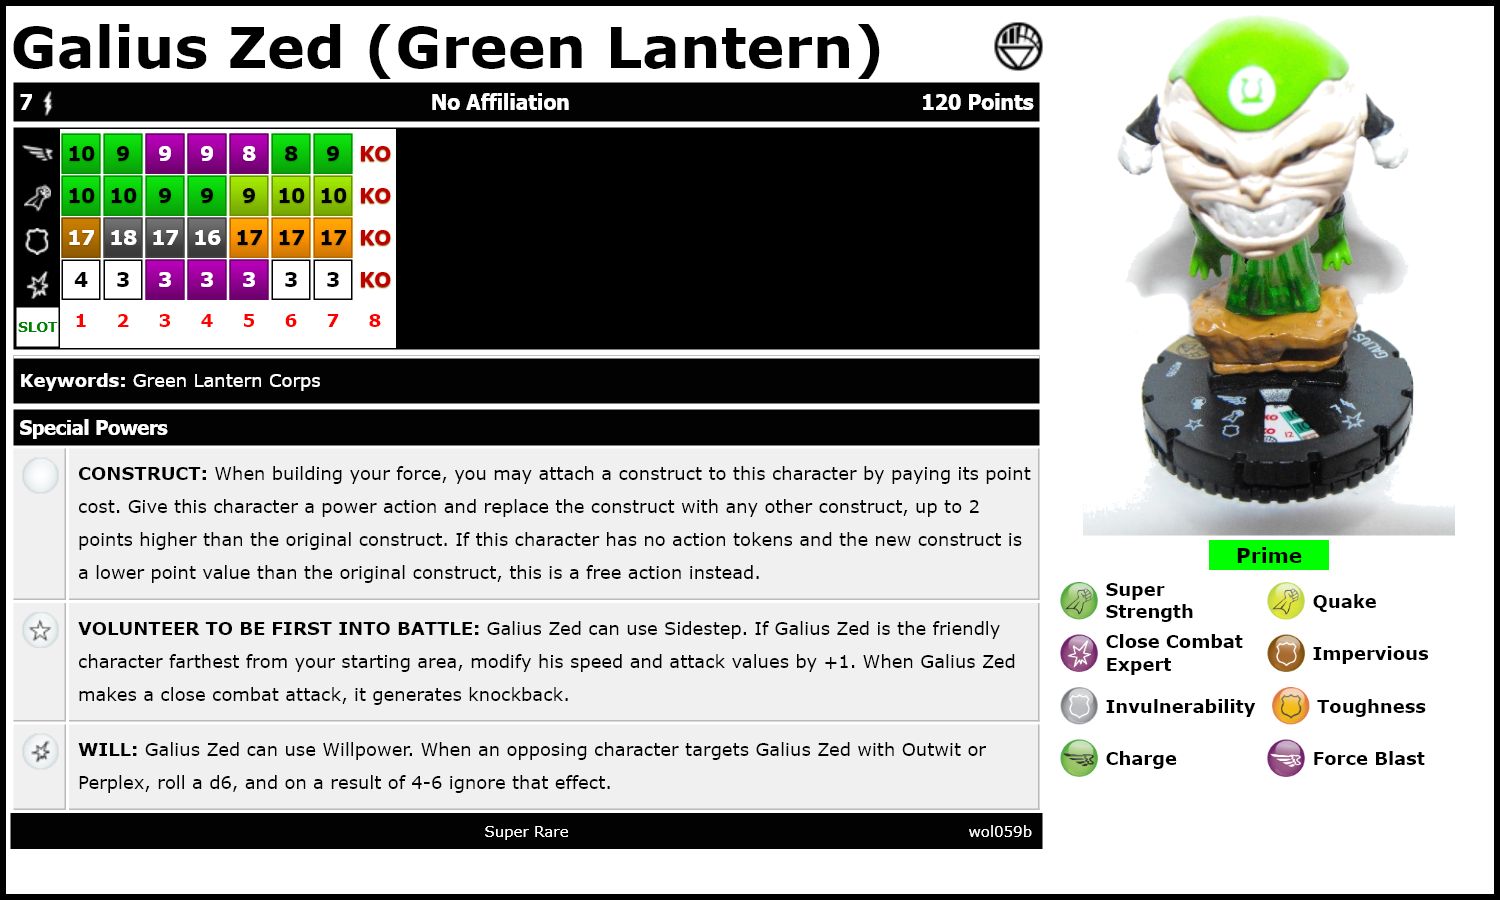 Galius Zed (Green Lantern)
7 No Affiliation 120 Points
10 9 9 9 8 8 9 KO
10 10 9 9 9 10 10 KO
17 18 17 16 17 17 17 KO
4 3 3 3 3 3 3 KO
SLOT 1 2 3 4 5 6 7 8
Keywords: Green Lantern Corps
Special Powers
CONSTRUCT: When building your force, you may attach a construct to this character by paying its point
cost. Give this character a power action and replace the construct with any other construct, up to 2
points higher than the original construct. If this character has no action tokens and the new construct is
a lower point value than the original construct, this is a free action instead.
VOLUNTEER TO BE FIRST INTO BATTLE: Galius Zed can use Sidestep. If Galius Zed is the friendly
character farthest from your starting area, modify his speed and attack values by +1. When Galius Zed
makes a close combat attack, it generates knockback.
WILL: Galius Zed can use Willpower. When an opposing character targets Galius Zed with Outwit or
Perplex, roll a d6, and on a result of 4-6 ignore that effect.
Super Rare wol059b
GALIUS
7
12
Prime
Super
Strength
Quake
Close Combat
Expert
Impervious
Invulnerability
Toughness
Charge
Force Blast